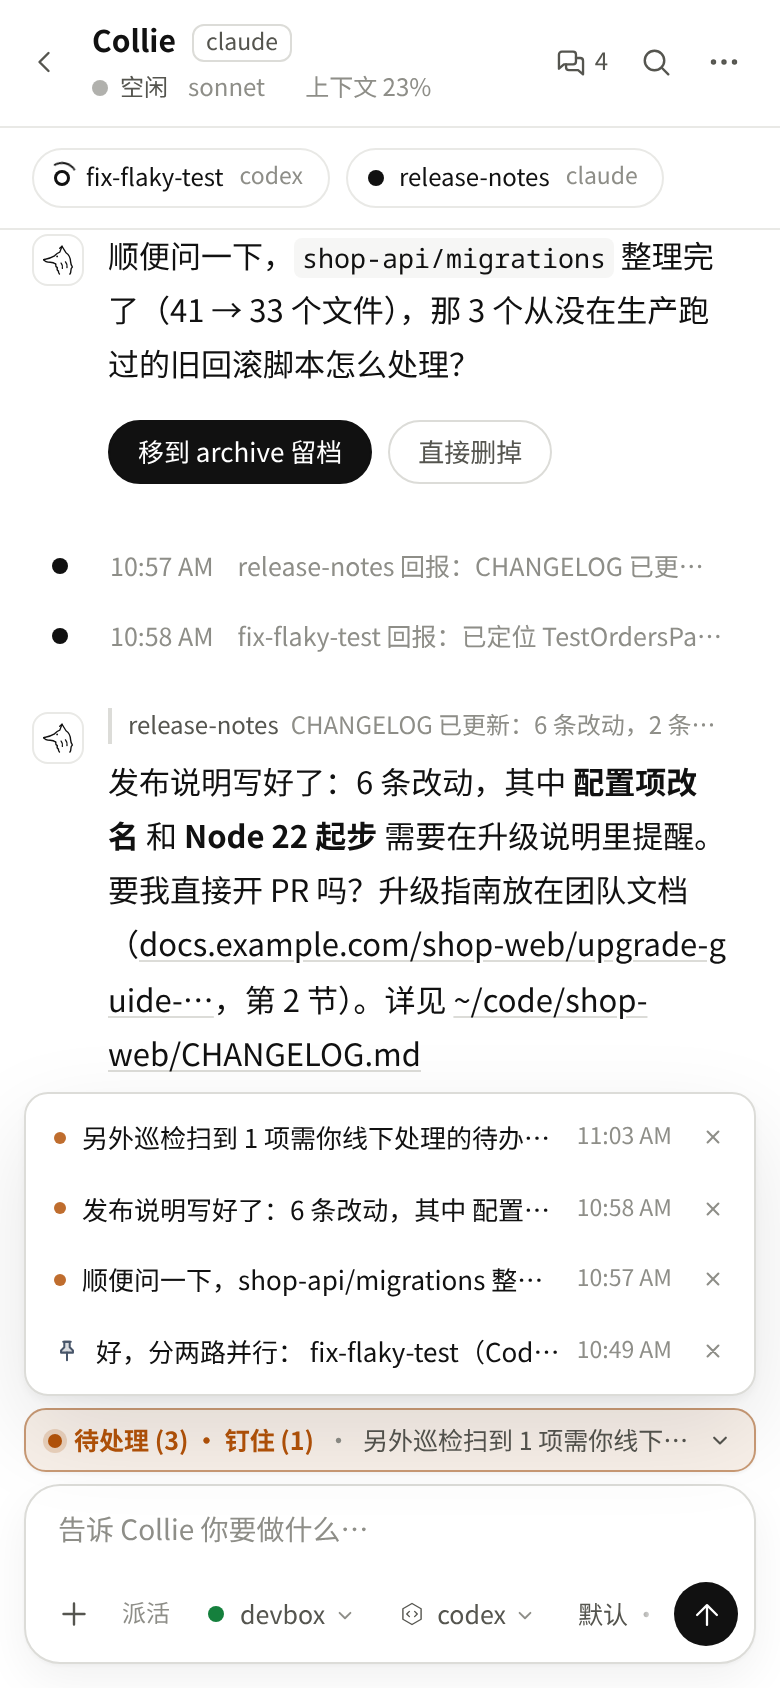 Collie claude
空闲 sonnet 上下文 23%
4
fix-flaky-test codex
release-notes claude
顺便问一下，shop-api/migrations 整理完
了（41 → 33 个文件），那 3 个从没在生产跑
过的旧回滚脚本怎么处理？
移到 archive 留档
直接删掉
10:57 AM release-notes 回报：CHANGELOG 已更…
10:58 AM fix-flaky-test 回报：已定位 TestOrdersPa…
release-notes CHANGELOG 已更新：6 条改动，2 条…
发布说明写好了：6 条改动，其中 配置项改
名 和 Node 22 起步 需要在升级说明里提醒。
要我直接开 PR 吗？升级指南放在团队文档
（docs.example.com/shop-web/upgrade-g
uide-…，第 2 节）。详见 ~/code/shop-
web/CHANGELOG.md
另外巡检扫到 1 项需你线下处理的待办… 11:03 AM
发布说明写好了：6 条改动，其中 配置… 10:58 AM
顺便问一下，shop-api/migrations 整… 10:57 AM
好，分两路并行： fix-flaky-test（Cod… 10:49 AM
待处理 (3) • 钉住 (1) • 另外巡检扫到 1 项需你线下…
告诉 Collie 你要做什么…
派活 devbox codex 默认